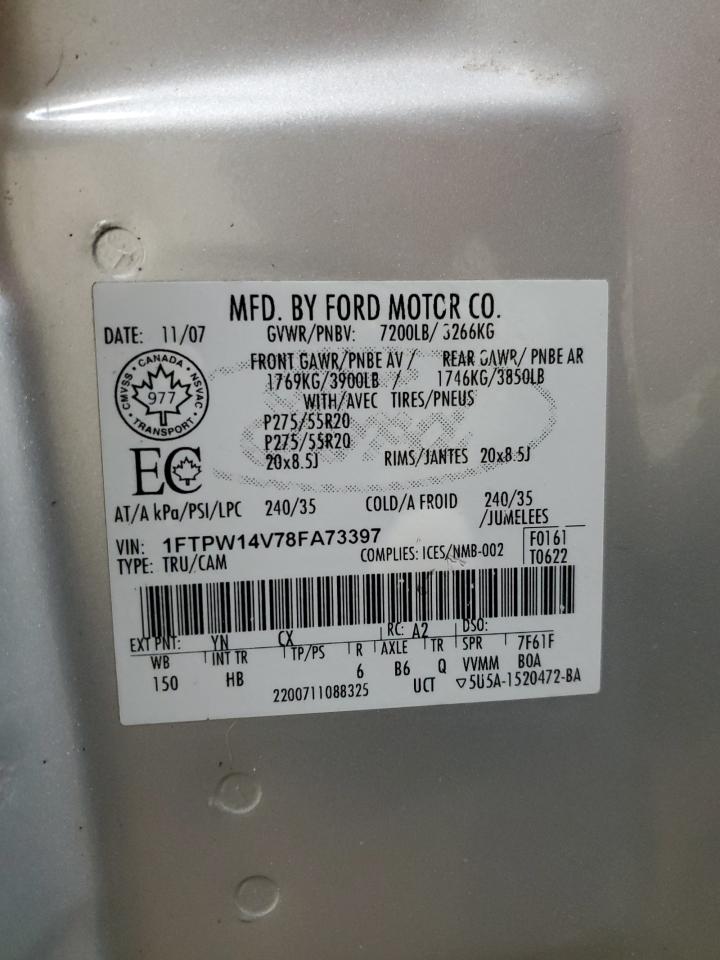 MFD. BY FORD MOTOR CO.
DATE: 11/07 GVWR/PNBV: 7200LB/ 3266KG
FRONT GAWR/PNBE AV / REAR GAWR/ PNBE AR
1769KG/3900LB / 1746KG/3850LB
WITH/AVEC TIRES/PNEUS
P275/55R20
P275/55R20
20x8.5J RIMS/JANTES 20x8.5J
CANADA
CMVSS 977 NSVAC
TRANSPORT
EC
AT/A kPa/PSI/LPC 240/35 COLD/A FROID 240/35
/JUMELEES
VIN: 1FTPW14V78FA73397
TYPE: TRU/CAM COMPLIES: ICES/NMB-002
F0161
T0622
EXT PNT: YN CX RC: A2 DSO:
WB INT TR TP/PS R AXLE TR SPR 7F61F
150 HB 6 B6 Q VVMM BOA
2200711088325 UCT ▽5U5A-1520472-BA